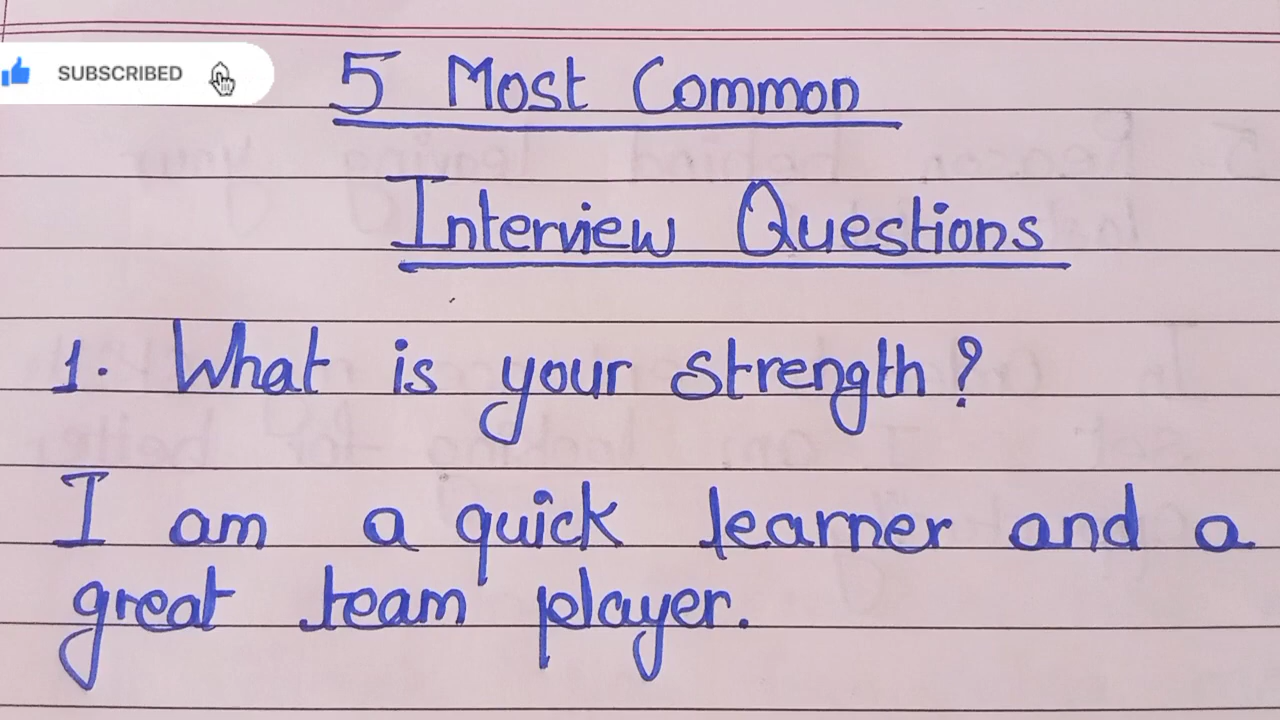 SUBSCRIBED
5 Most Common
Interview Questions
1. What is your strength?
I am a quick learner and a
great team player.